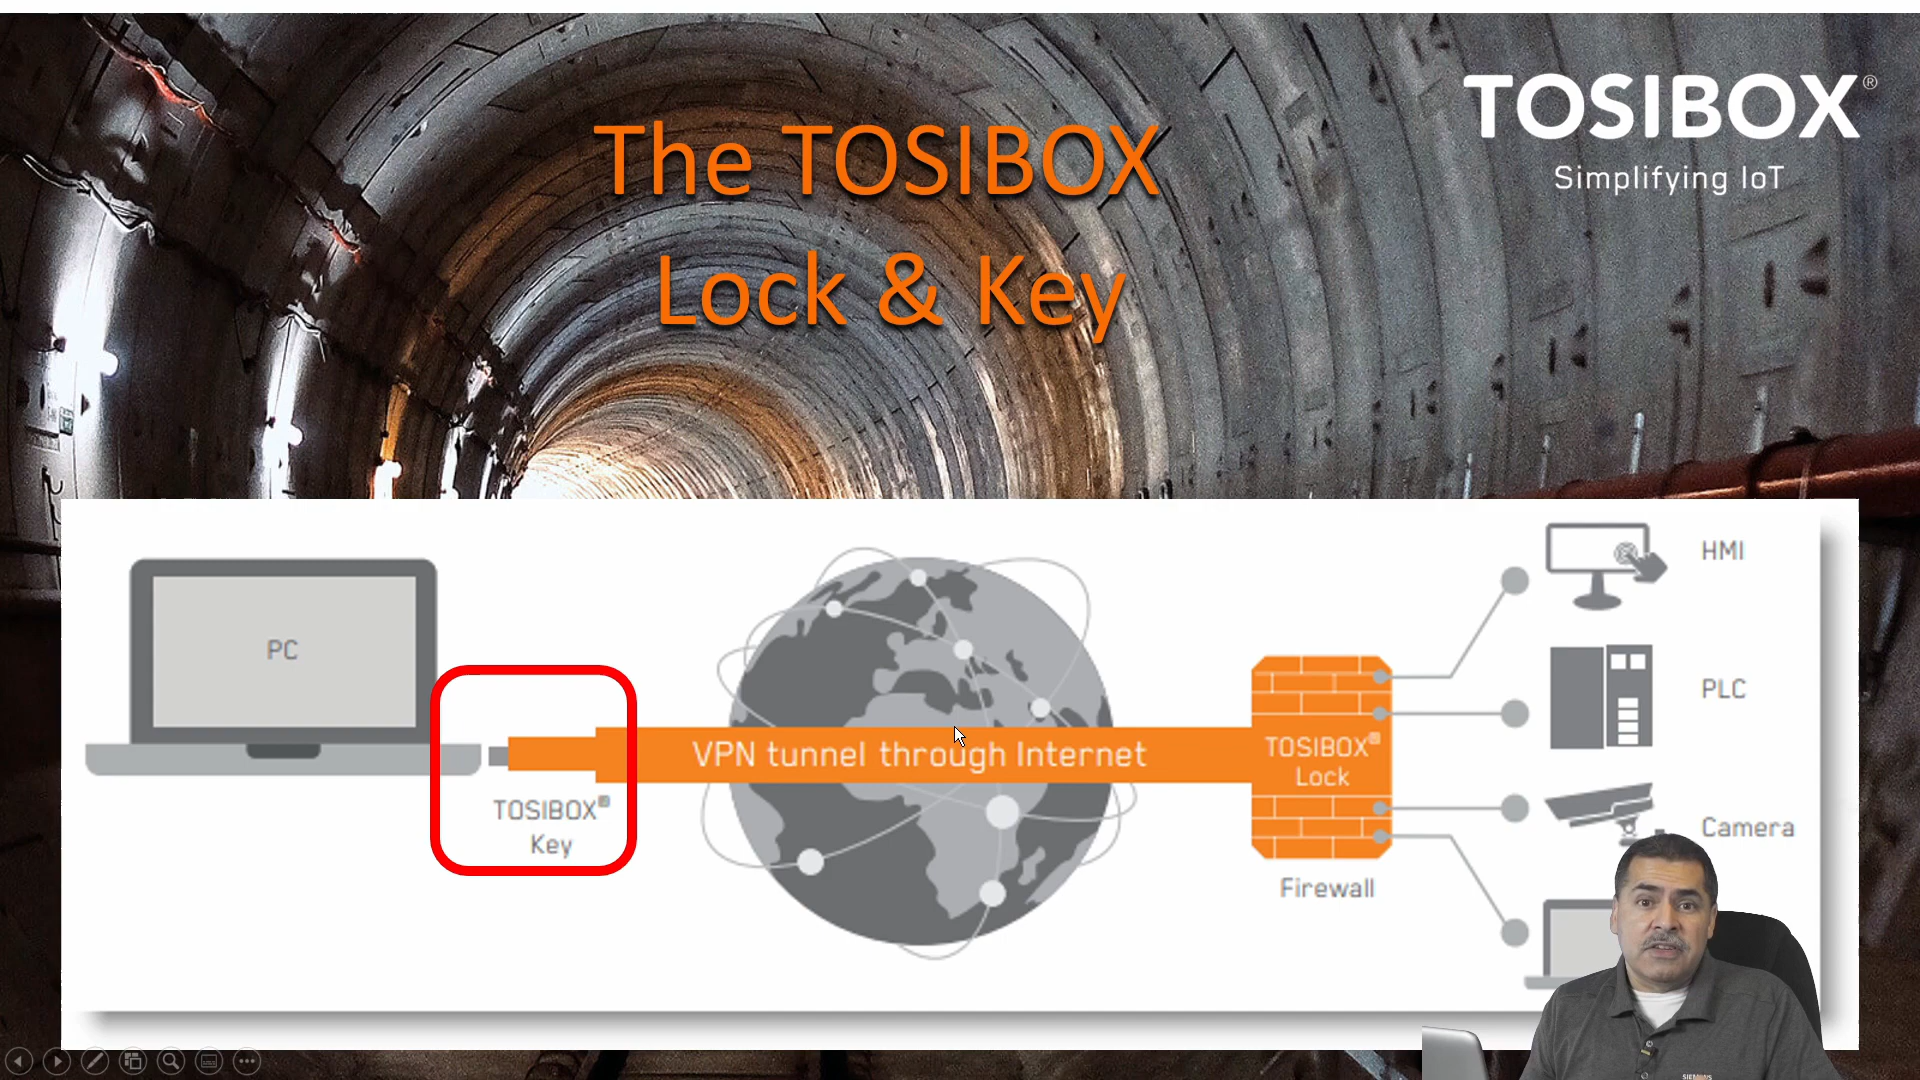 TOSIBOX®
Simplifying IoT
The TOSIBOX
Lock & Key
PC
TOSIBOX®
Key
VPN tunnel through Internet
TOSIBOX®
Lock
Firewall
HMI
PLC
Camera
SIEMENS